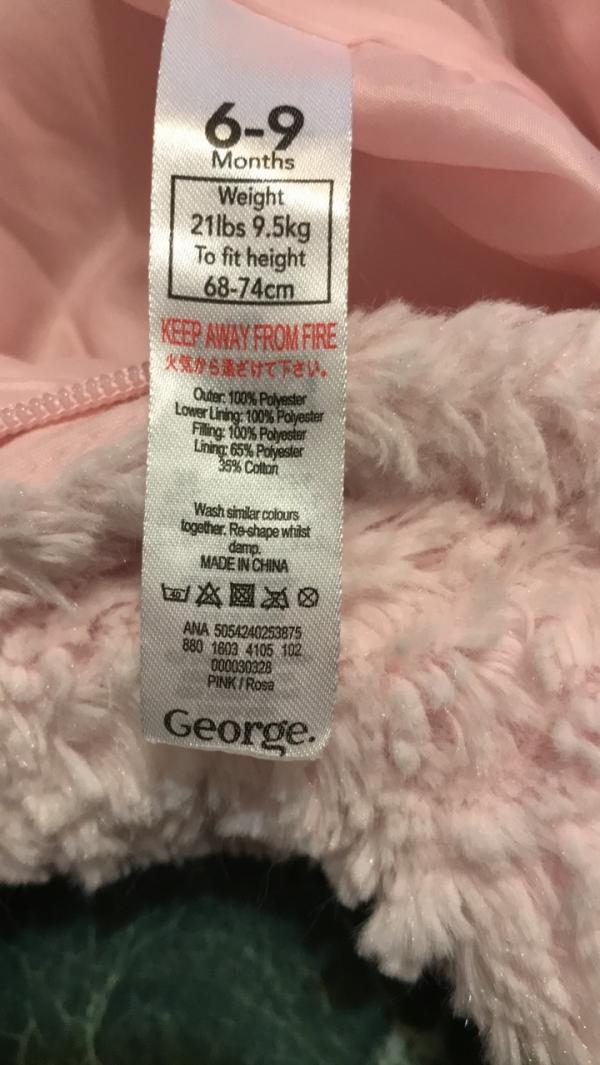 6-9
Months
Weight
21lbs 9.5kg
To fit height
68-74cm
KEEP AWAY FROM FIRE
火気から遠ざけて下さい。
Outer: 100% Polyester
Lower Lining: 100% Polyester
Filling: 100% Polyester
Lining: 65% Polyester
35% Cotton
Wash similar colours
together. Re-shape whilst
damp.
MADE IN CHINA
ANA 5054240253875
880 1603 4105 102
000030328
PINK / Rosa
George.